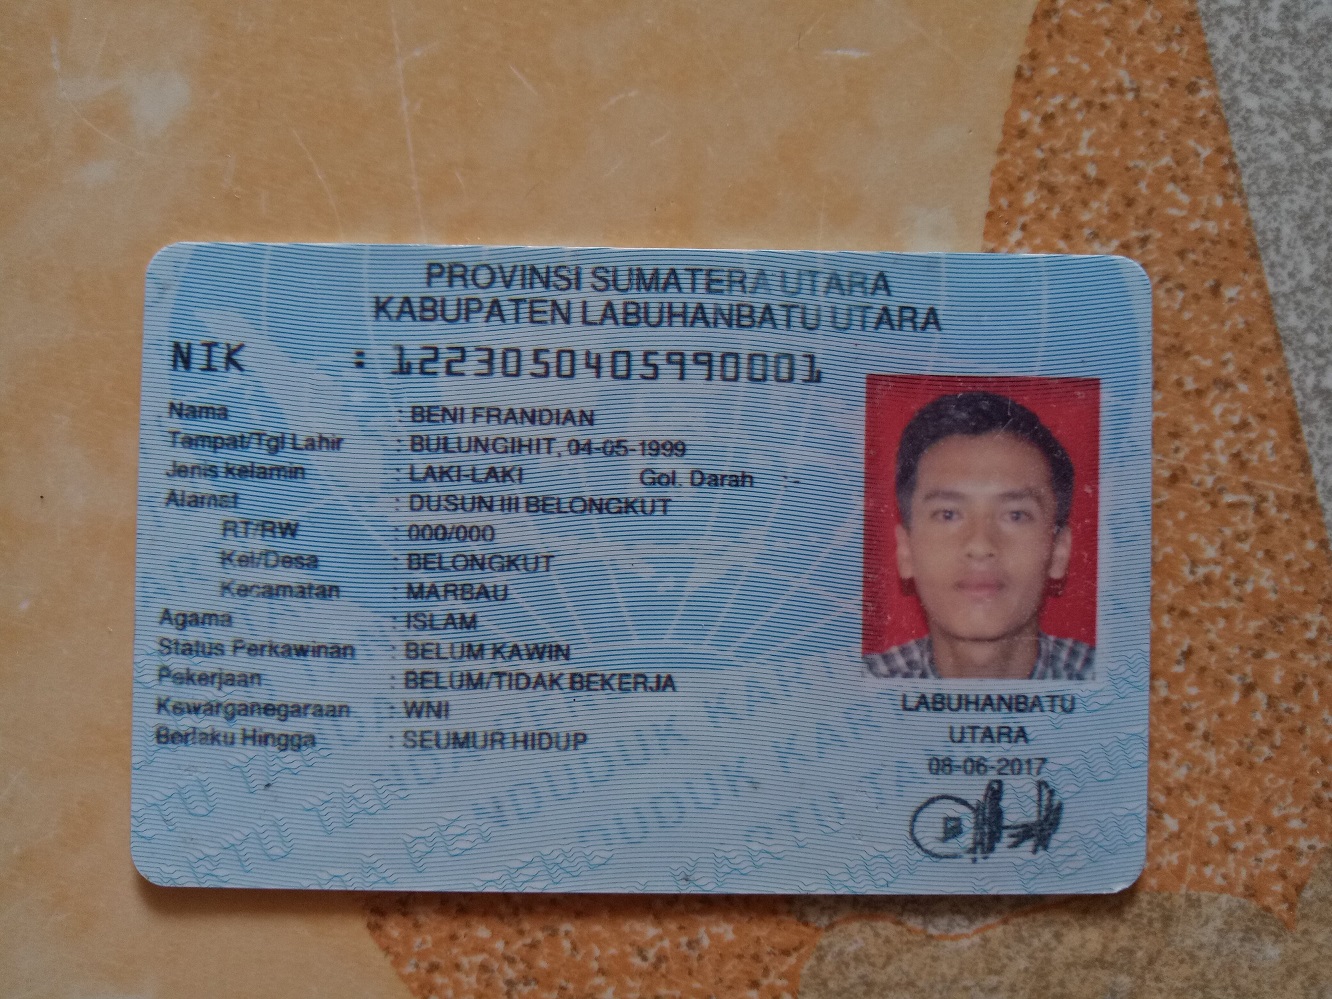 PROVINSI SUMATERA UTARA
KABUPATEN LABUHANBATU UTARA
NIK : 1223050405990001
Nama : BENI FRANDIAN
Tempat/Tgl Lahir : BULUNGIHIT, 04-05-1999
Jenis kelamin : LAKI-LAKI Gol. Darah : -
Alamat : DUSUN III BELONGKUT
RT/RW : 000/000
Kel/Desa : BELONGKUT
Kecamatan : MARBAU
Agama : ISLAM
Status Perkawinan : BELUM KAWIN
Pekerjaan : BELUM/TIDAK BEKERJA
Kewarganegaraan : WNI
Berlaku Hingga : SEUMUR HIDUP
LABUHANBATU
UTARA
08-06-2017